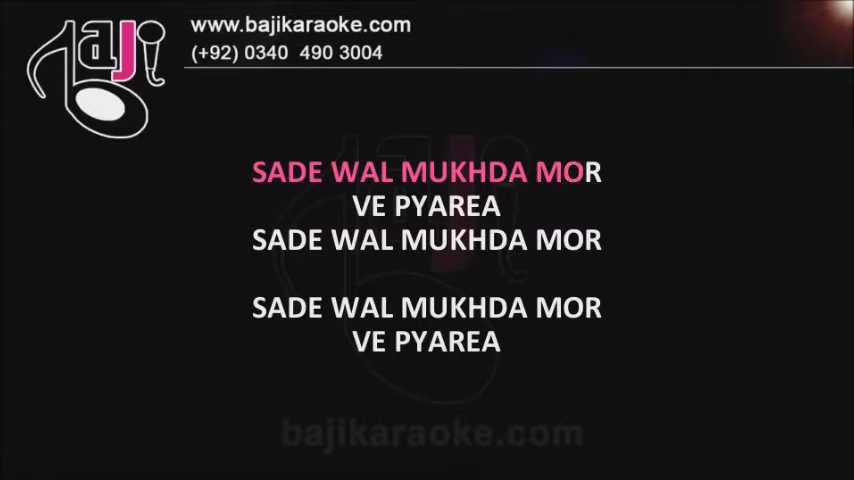 Baji
www.bajikaraoke.com
(+92) 0340 490 3004
SADE WAL MUKHDA MOR
VE PYAREA
SADE WAL MUKHDA MOR
SADE WAL MUKHDA MOR
VE PYAREA
bajikaraoke.com